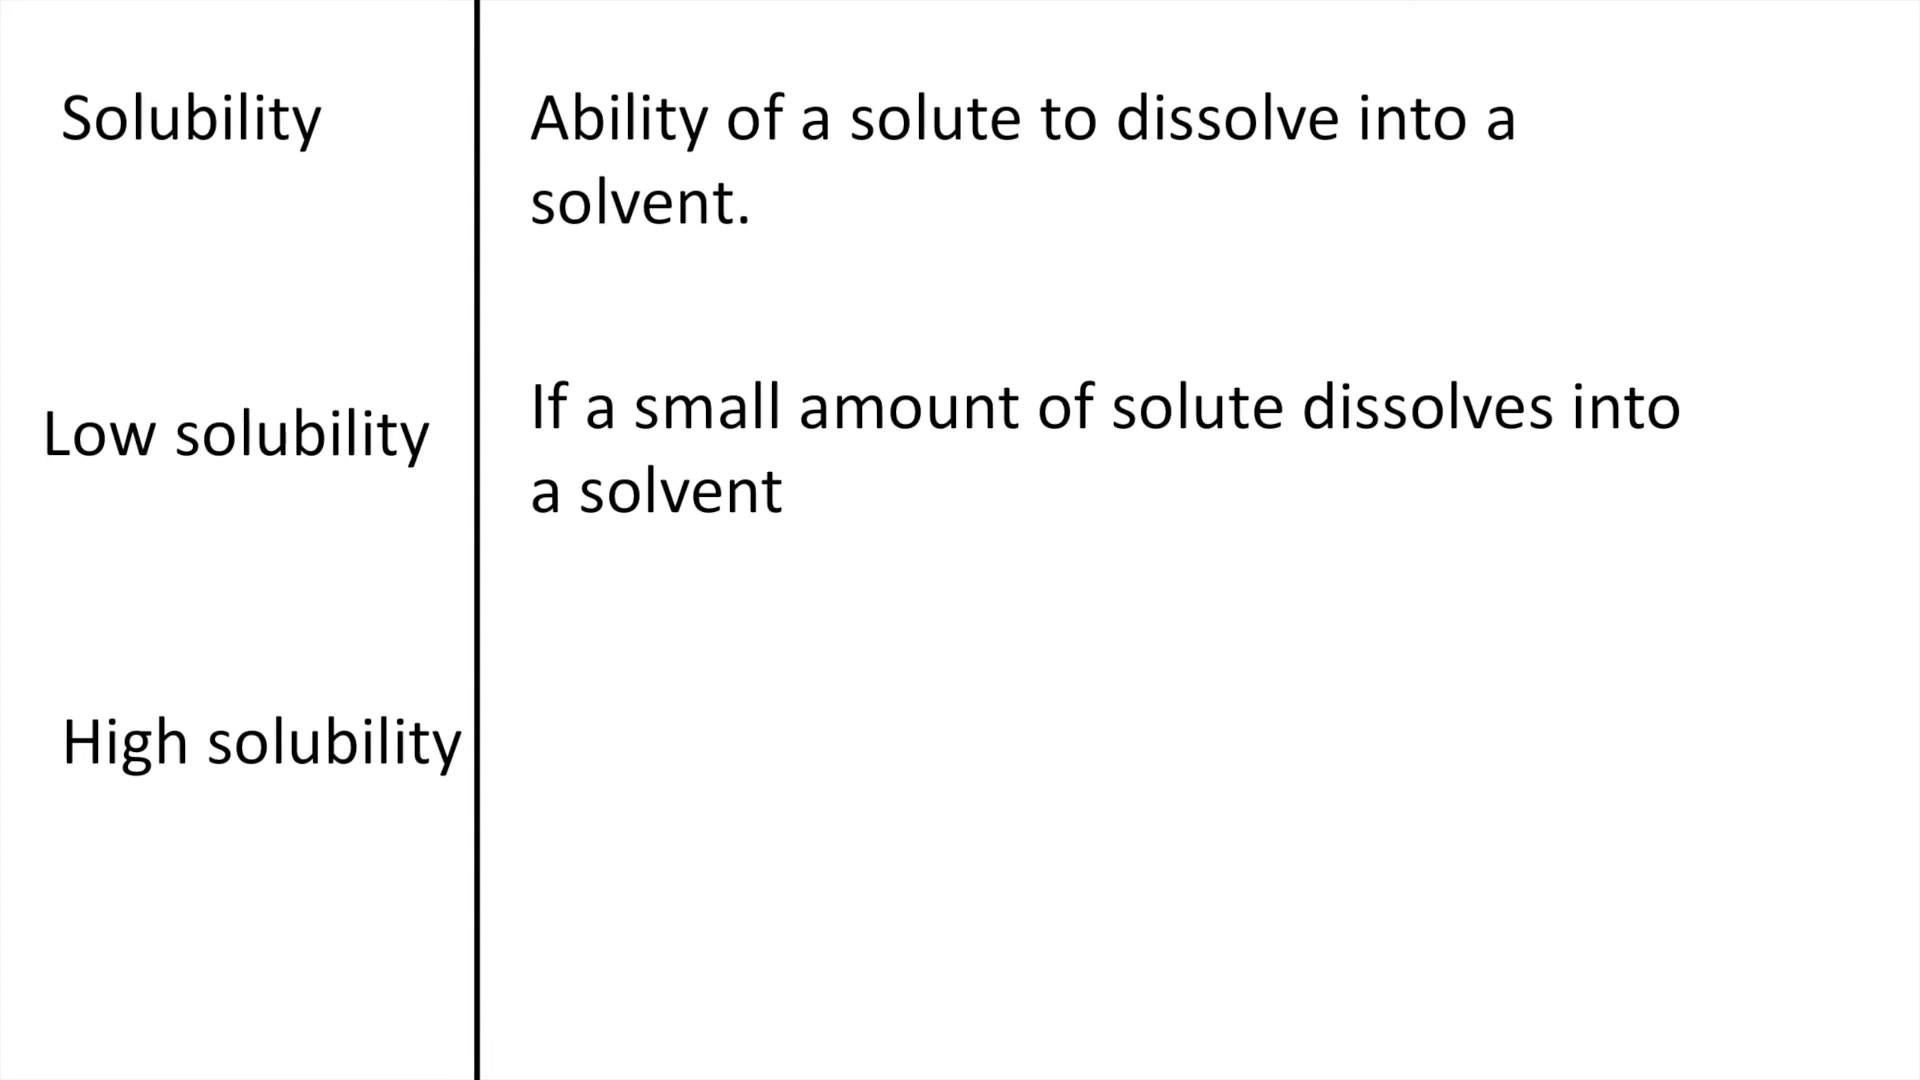 Solubility
Ability of a solute to dissolve into a
solvent.
Low solubility
If a small amount of solute dissolves into
a solvent
High solubility